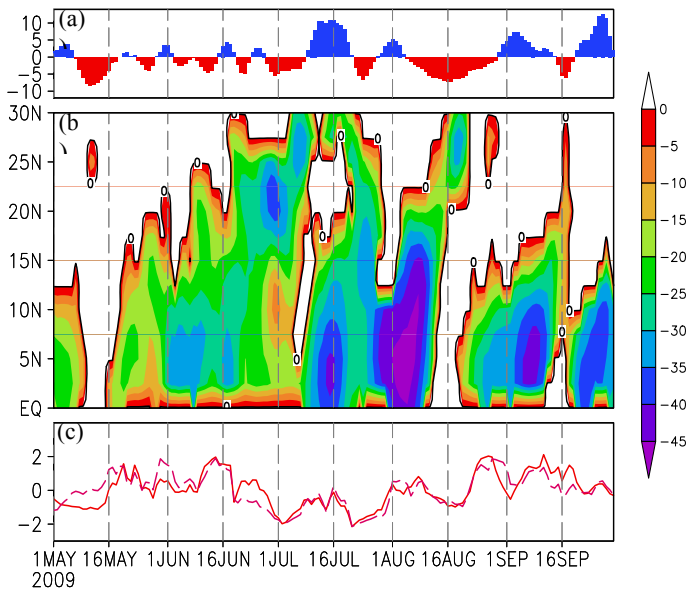 (a)
10
5
0
−5
−10
(b
)
30N
25N
20N
15N
10N
5N
EQ
0 0 0 0 0 0 0 0 0 0 0 0 0 0 0 0 0 0 0 0
0
−5
−10
−15
−20
−25
−30
−35
−40
−45
(c)
2
0
−2
1MAY 16MAY 1JUN 16JUN 1JUL 16JUL 1AUG 16AUG 1SEP 16SEP
2009